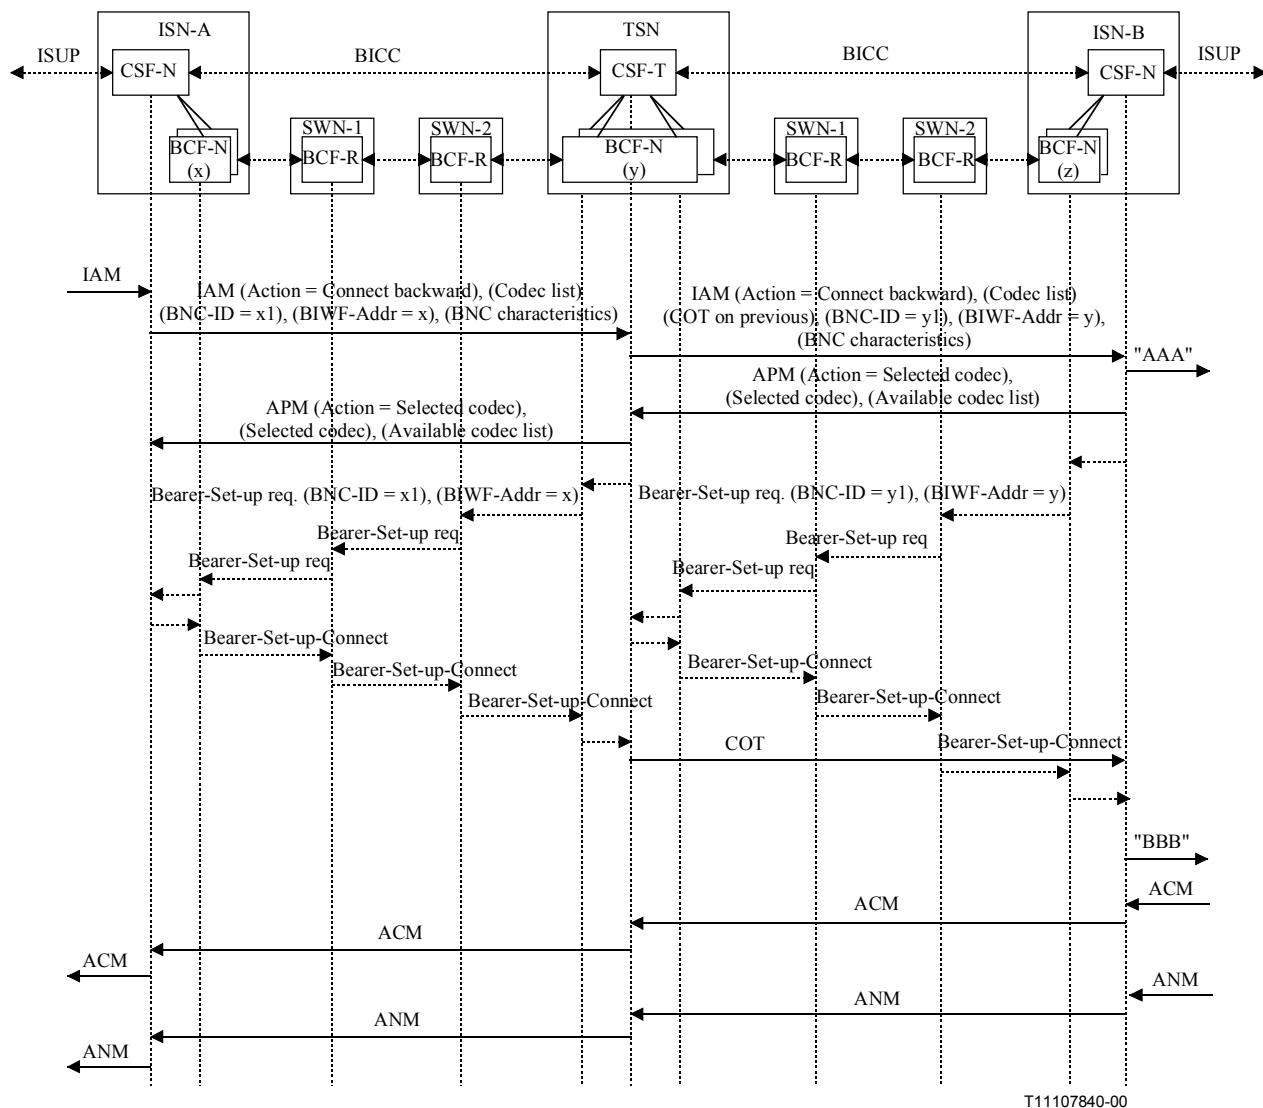 ISN-A
TSN
ISN-B
ISUP
CSF-N
BICC
CSF-T
BICC
CSF-N
ISUP
SWN-1
SWN-2
SWN-1
SWN-2
BCF-N
(x)
BCF-R
BCF-R
BCF-N
(y)
BCF-R
BCF-R
BCF-N
(z)
IAM
IAM (Action = Connect backward), (Codec list)
(BNC-ID = x1), (BIWF-Addr = x), (BNC characteristics)
IAM (Action = Connect backward), (Codec list)
(COT on previous), (BNC-ID = y1), (BIWF-Addr = y),
(BNC characteristics)
"AAA"
APM (Action = Selected codec),
(Selected codec), (Available codec list)
APM (Action = Selected codec),
(Selected codec), (Available codec list)
Bearer-Set-up req. (BNC-ID = x1), (BIWF-Addr = x)
Bearer-Set-up req. (BNC-ID = y1), (BIWF-Addr = y)
Bearer-Set-up req
Bearer-Set-up req
Bearer-Set-up req
Bearer-Set-up req
Bearer-Set-up-Connect
Bearer-Set-up-Connect
Bearer-Set-up-Connect
Bearer-Set-up-Connect
Bearer-Set-up-Connect
COT
Bearer-Set-up-Connect
"BBB"
ACM
ACM
ACM
ACM
ANM
ANM
ANM
ANM
T11107840-00